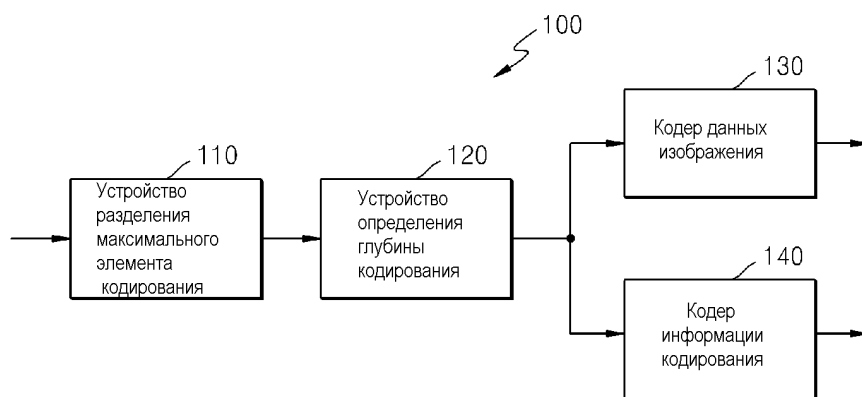 100
110
Устройство
разделения
максимального
элемента
кодирования
120
Устройство
определения
глубины
кодирования
130
Кодер данных
изображения
140
Кодер
информации
кодирования